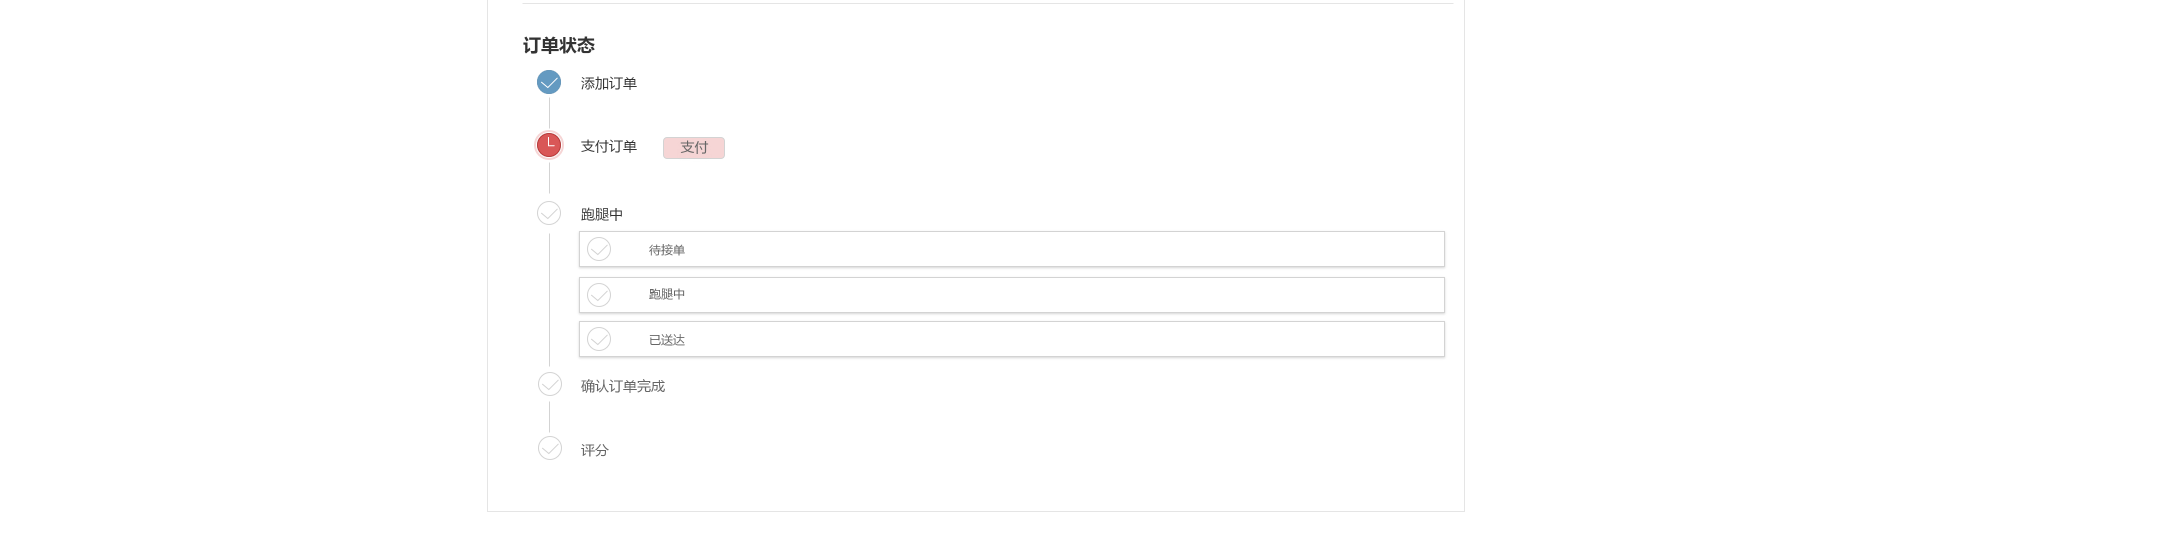 订单状态
添加订单
支付订单 支付
跑腿中
待接单
跑腿中
已送达
确认订单完成
评分